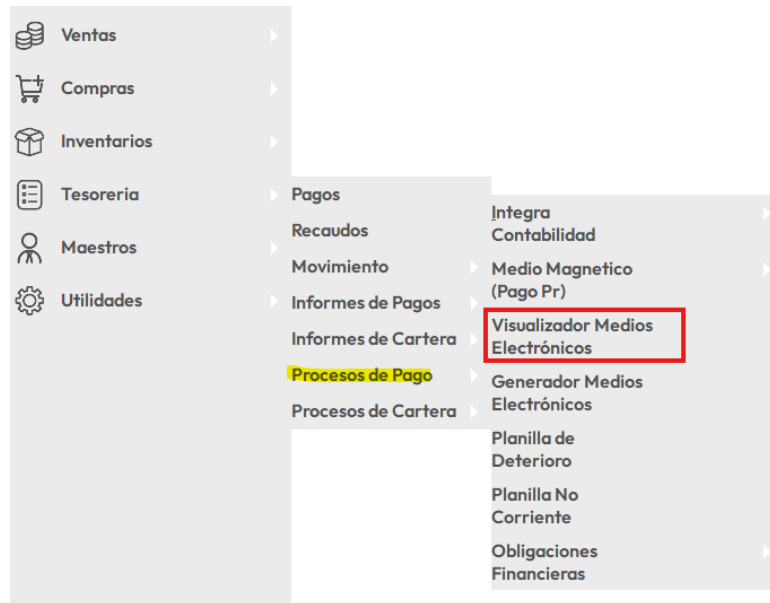 Ventas
Compras
Inventarios
Tesoreria
Maestros
Utilidades
Pagos
Recaudos
Movimiento
Informes de Pagos
Informes de Cartera
Procesos de Pago
Procesos de Cartera
Integra
Contabilidad
Medio Magnetico
(Pago Pr)
Visualizador Medios
Electrónicos
Generador Medios
Electrónicos
Planilla de
Deterioro
Planilla No
Corriente
Obligaciones
Financieras